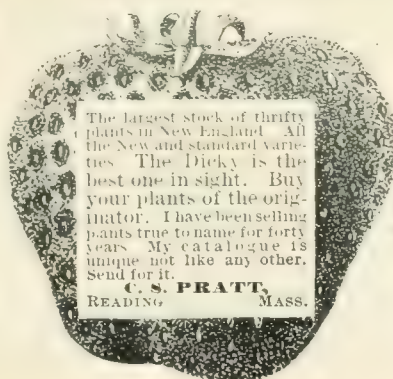 The largest stock of thrifty
plants in New England. All
the New and standard varie-
ties The Dicky is the
best one in sight. Buy
your plants of the orig-
inator. I have been selling
plants true to name for forty
years My catalogue is
unique not like any other.
Send for it.
C. S. PRATT,
READING, MASS.